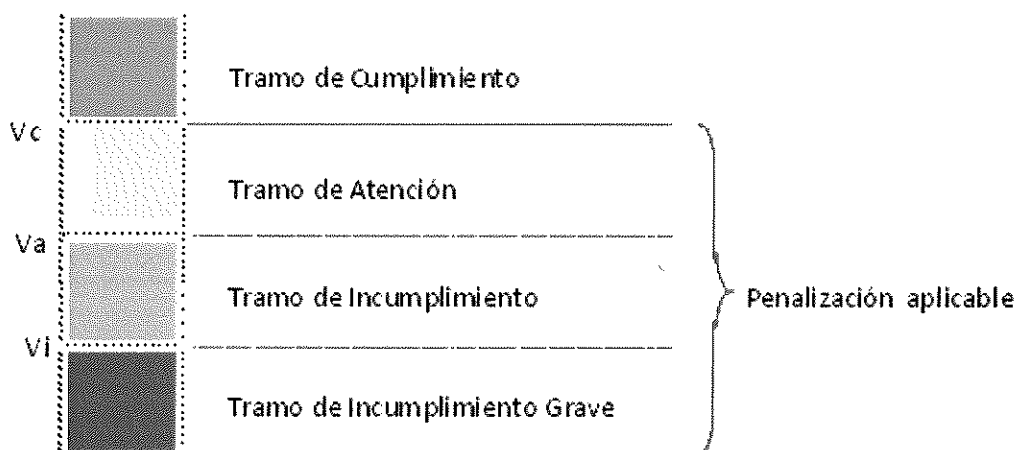 Tramo de Cumplimiento
Vc
Tramo de Atención
Va
Tramo de Incumplimiento
Penalización aplicable
Vi
Tramo de Incumplimiento Grave